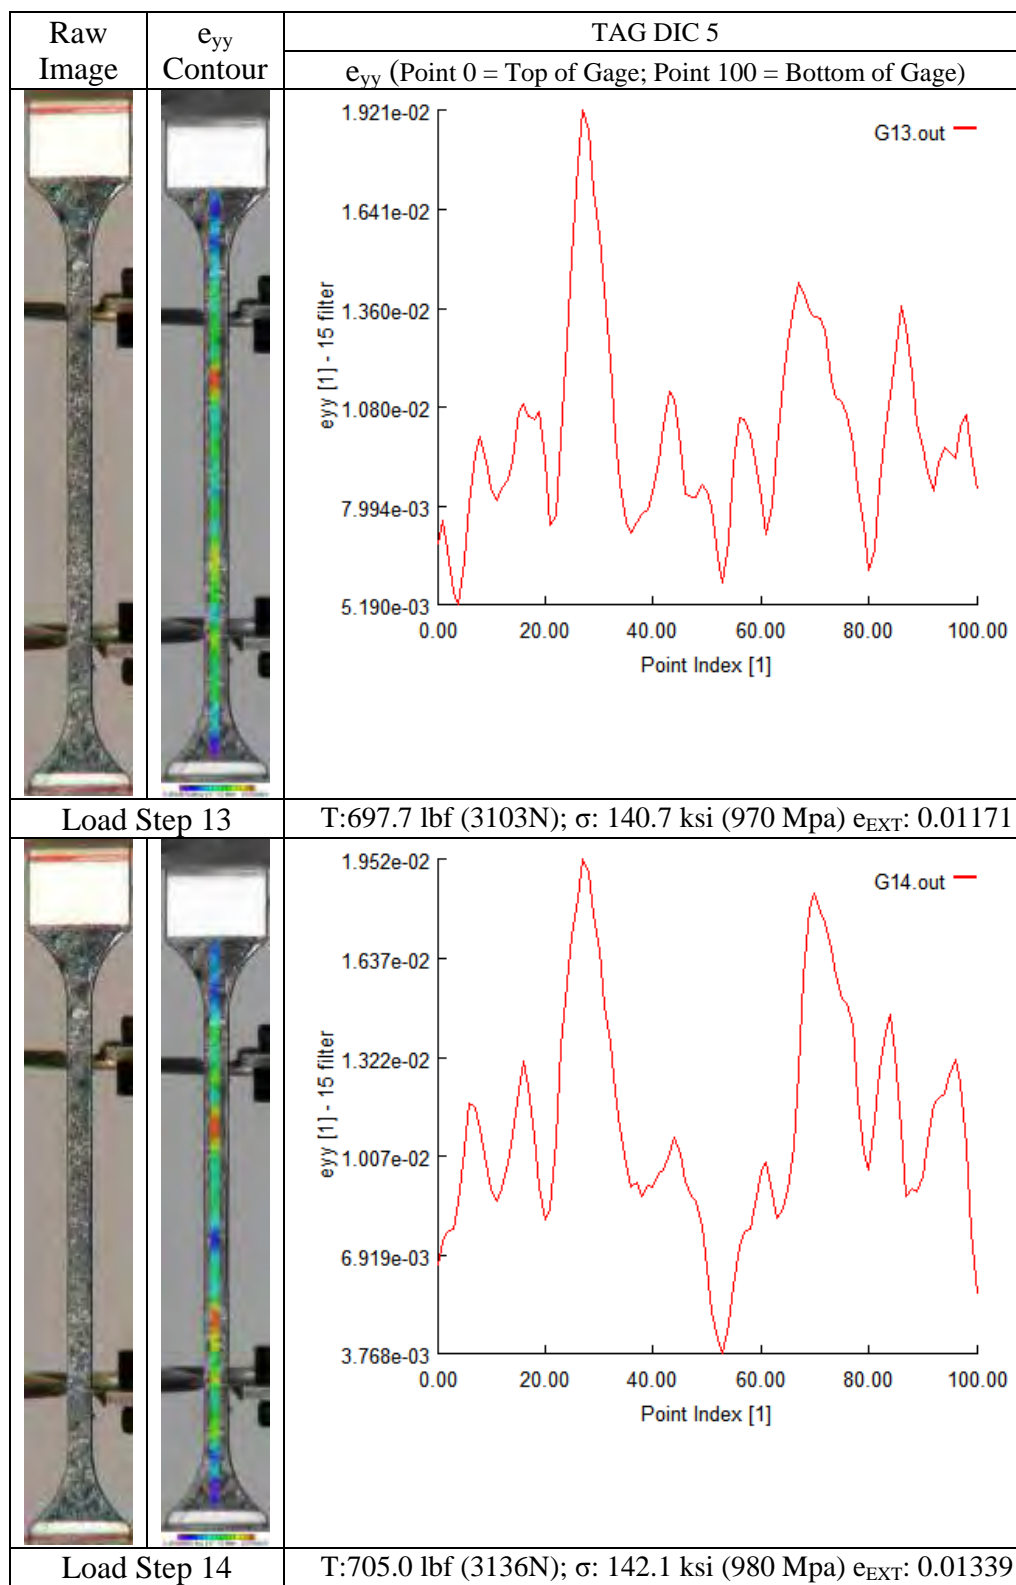 Raw Image
e_yy Contour
TAG DIC 5
e_yy (Point 0 = Top of Gage; Point 100 = Bottom of Gage)
1.921e-02
G13.out
1.641e-02
1.360e-02
eyy [1] - 15 filter
1.080e-02
7.994e-03
5.190e-03
0.00 20.00 40.00 60.00 80.00 100.00
Point Index [1]
Load Step 13
T:697.7 lbf (3103N); σ: 140.7 ksi (970 Mpa) e_EXT: 0.01171
1.952e-02
G14.out
1.637e-02
1.322e-02
eyy [1] - 15 filter
1.007e-02
6.919e-03
3.768e-03
0.00 20.00 40.00 60.00 80.00 100.00
Point Index [1]
Load Step 14
T:705.0 lbf (3136N); σ: 142.1 ksi (980 Mpa) e_EXT: 0.01339